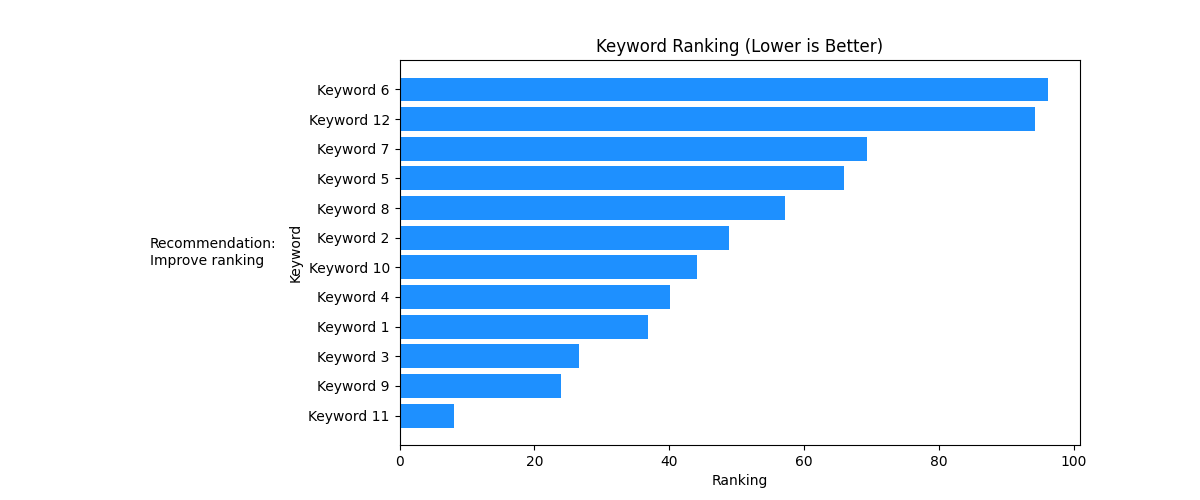 Keyword Ranking (Lower is Better)
Keyword 6
Keyword 12
Keyword 7
Keyword 5
Keyword 8
Keyword 2
Keyword 10
Keyword 4
Keyword 1
Keyword 3
Keyword 9
Keyword 11
Keyword
Recommendation:
Improve ranking
0 20 40 60 80 100
Ranking